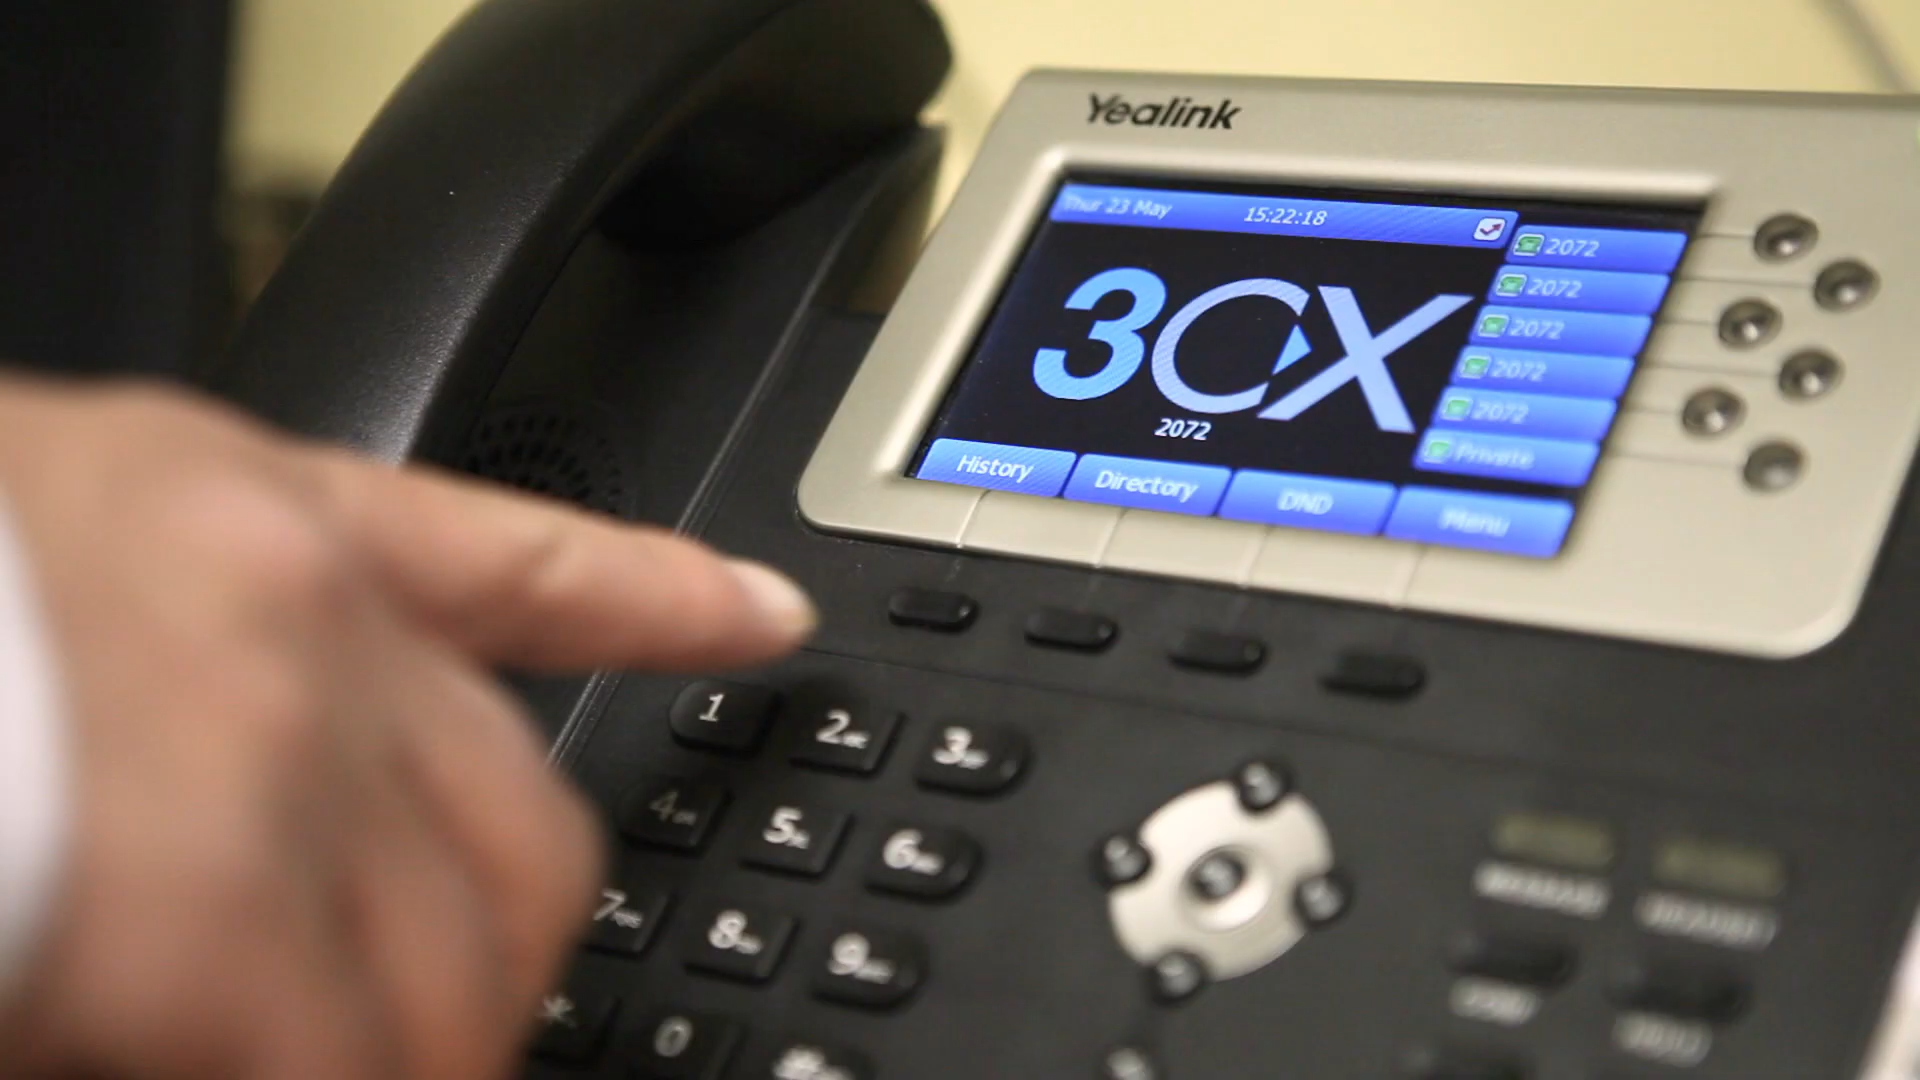 Yealink
Thur 23 May 15:22:18
2072
2072
2072
2072
2072
Private
3CX
2072
History Directory DND Menu
1 2 3
4 5 6
7 8 9
* 0 #